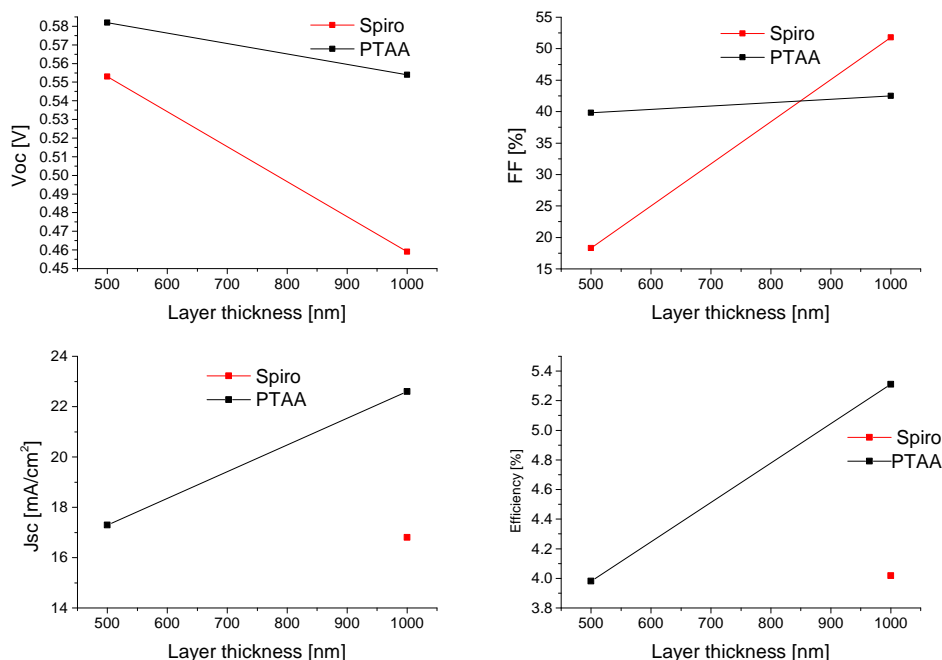 0.58
0.57
0.56
0.55
0.54
0.53
0.52
0.51
0.50
0.49
0.48
0.47
0.46
0.45
Voc [V]
Spiro
PTAA
500 600 700 800 900 1000
Layer thickness [nm]
55
50
45
40
35
30
25
20
15
FF [%]
Spiro
PTAA
500 600 700 800 900 1000
Layer thickness [nm]
24
22
20
18
16
14
Jsc [mA/cm²]
Spiro
PTAA
500 600 700 800 900 1000
Layer thickness [nm]
5.4
5.2
5.0
4.8
4.6
4.4
4.2
4.0
3.8
Efficiency [%]
Spiro
PTAA
500 600 700 800 900 1000
Layer thickness [nm]